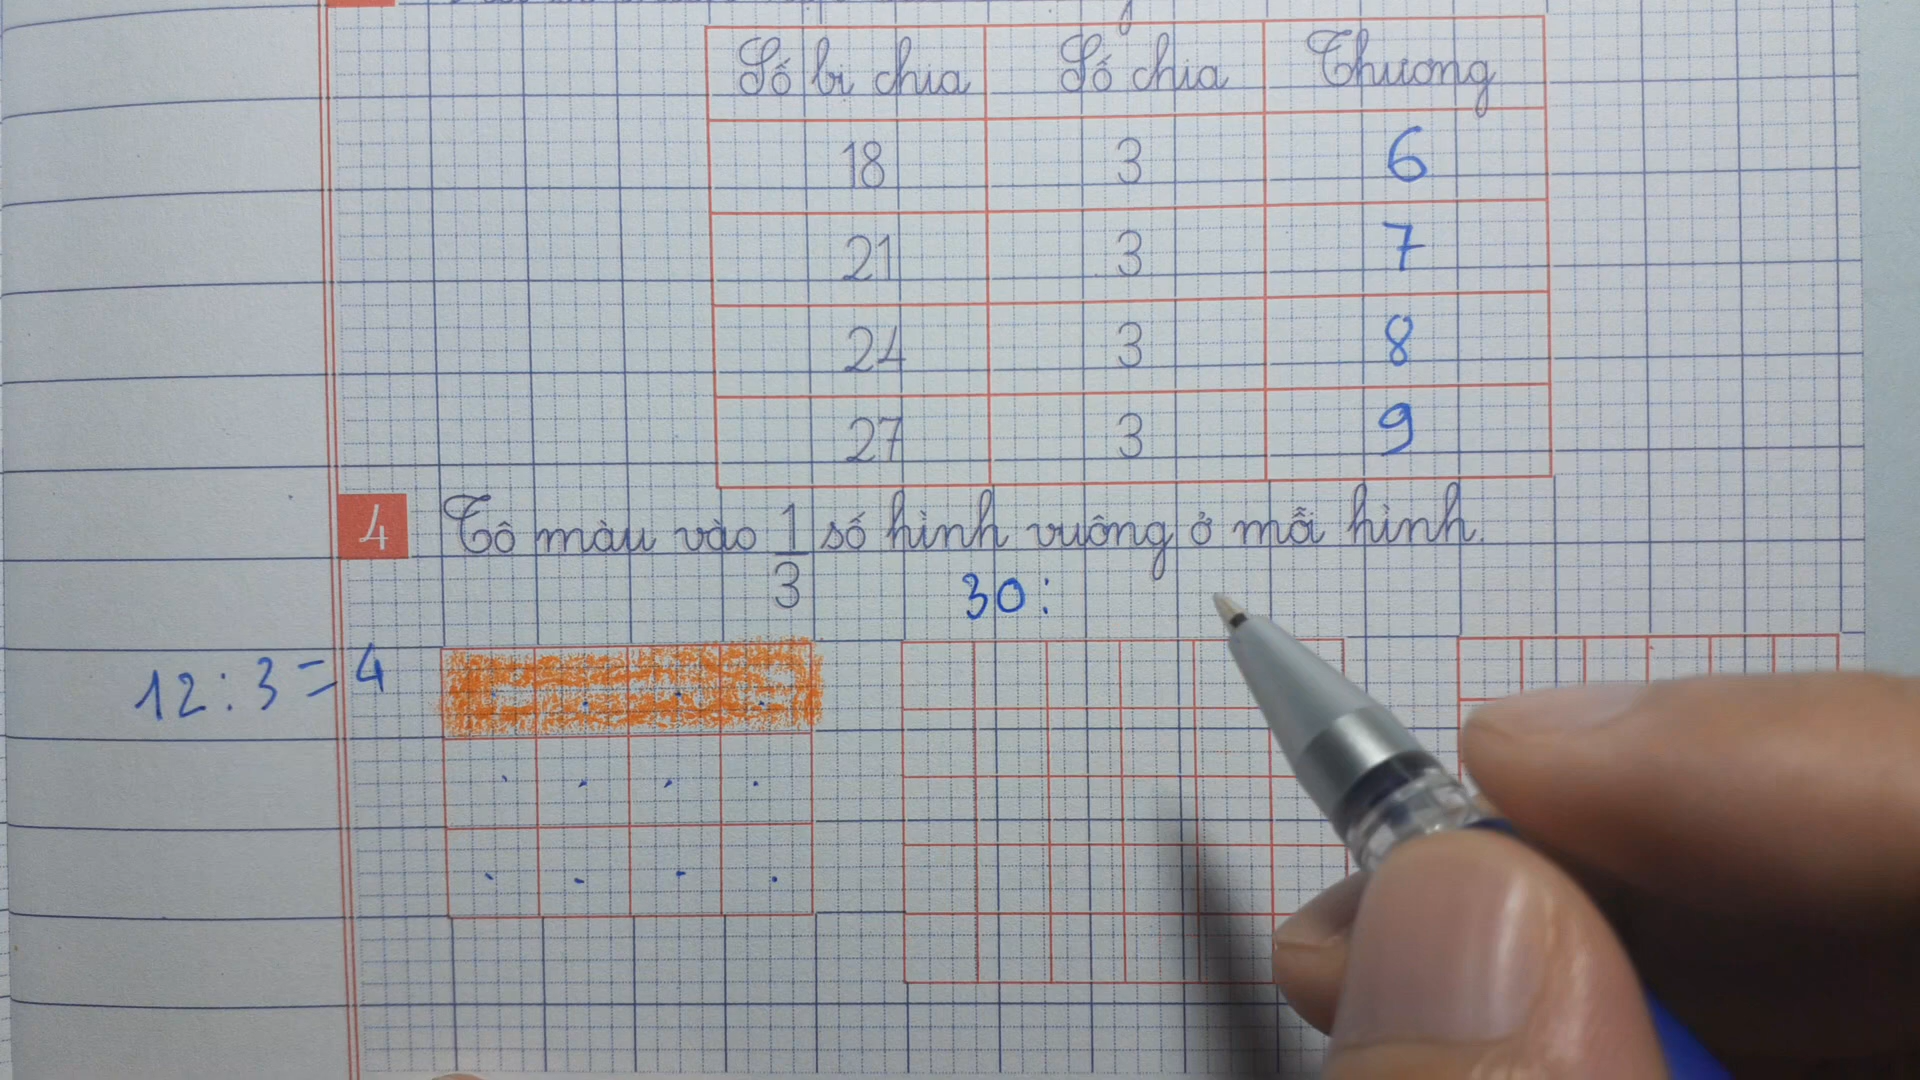 Số bị chia Số chia Thương
18 3 6
21 3 7
24 3 8
27 3 9
4 Tô màu vào 1/3 số hình vuông ở mỗi hình.
30:
12:3=4